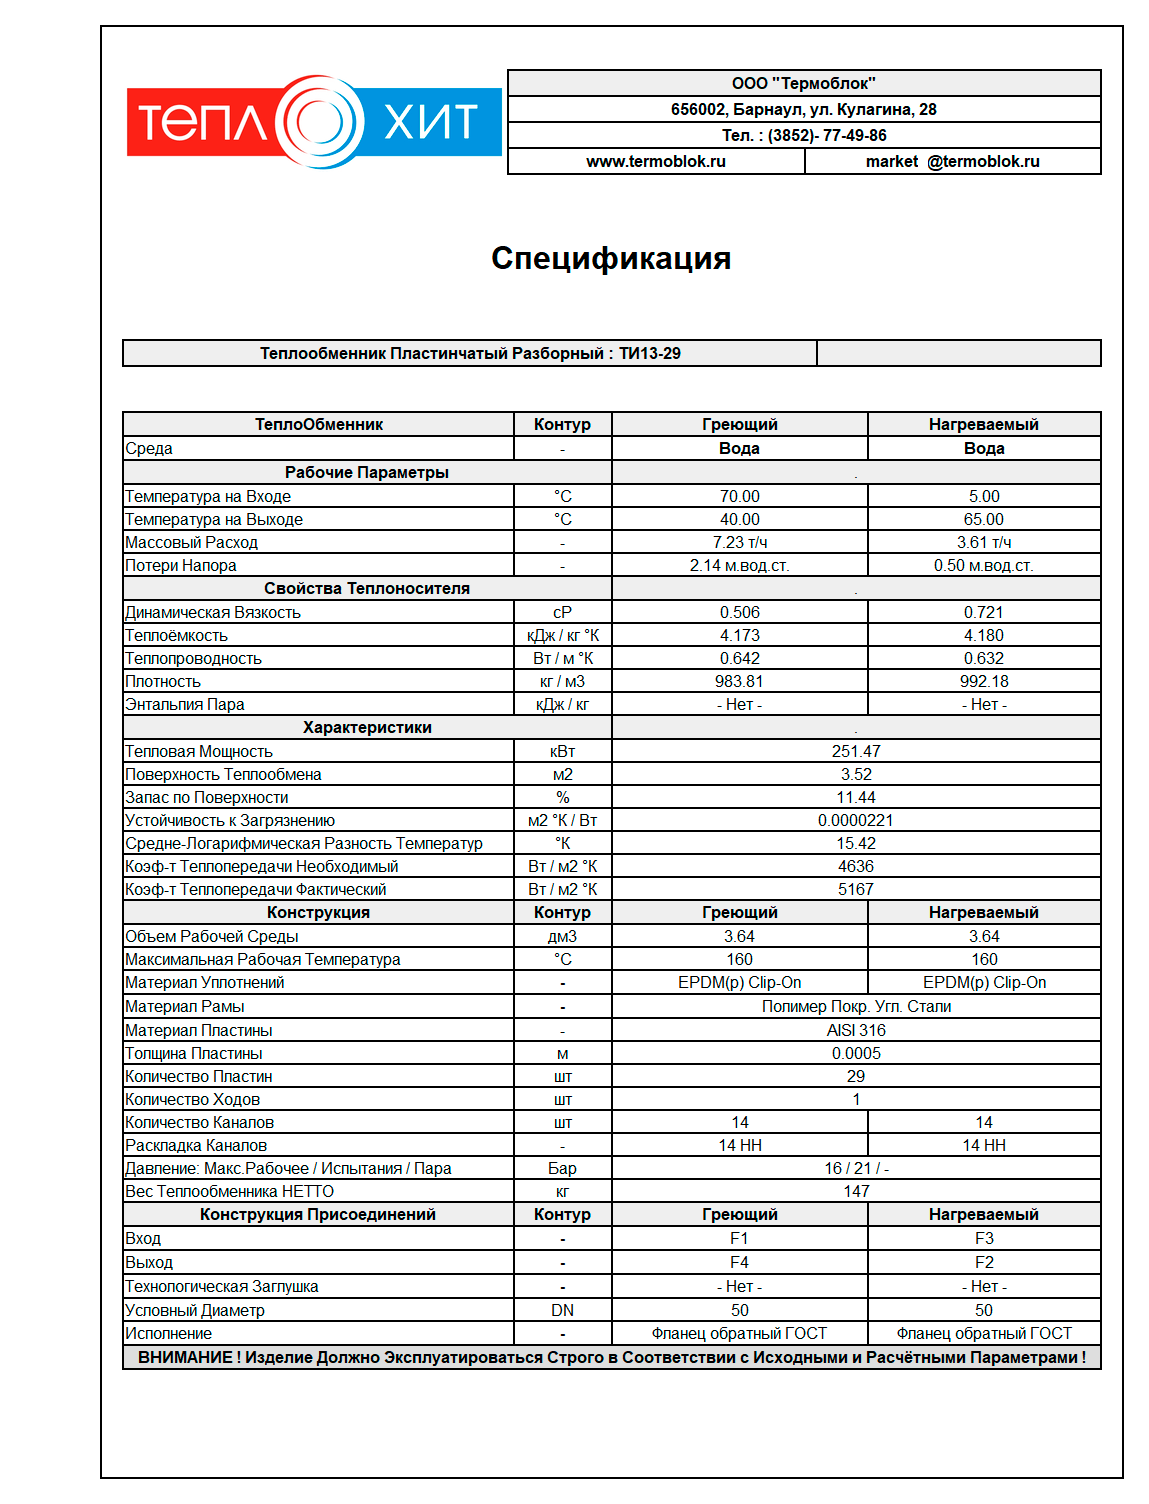 ТЕПЛ ХИТ
ООО "Термоблок"
656002, Барнаул, ул. Кулагина, 28
Тел. : (3852)- 77-49-86
www.termoblok.ru market @termoblok.ru
Спецификация
Теплообменник Пластинчатый Разборный : ТИ13-29
ТеплоОбменник Контур Греющий Нагреваемый
Среда - Вода Вода
Рабочие Параметры .
Температура на Входе °С 70.00 5.00
Температура на Выходе °С 40.00 65.00
Массовый Расход - 7.23 т/ч 3.61 т/ч
Потери Напора - 2.14 м.вод.ст. 0.50 м.вод.ст.
Свойства Теплоносителя .
Динамическая Вязкость сР 0.506 0.721
Теплоёмкость кДж / кг °К 4.173 4.180
Теплопроводность Вт / м °К 0.642 0.632
Плотность кг / м3 983.81 992.18
Энтальпия Пара кДж / кг - Нет - - Нет -
Характеристики .
Тепловая Мощность кВт 251.47
Поверхность Теплообмена м2 3.52
Запас по Поверхности % 11.44
Устойчивость к Загрязнению м2 °К / Вт 0.0000221
Средне-Логарифмическая Разность Температур °К 15.42
Коэф-т Теплопередачи Необходимый Вт / м2 °К 4636
Коэф-т Теплопередачи Фактический Вт / м2 °К 5167
Конструкция Контур Греющий Нагреваемый
Объем Рабочей Среды дм3 3.64 3.64
Максимальная Рабочая Температура °С 160 160
Материал Уплотнений - EPDM(p) Clip-On EPDM(p) Clip-On
Материал Рамы - Полимер Покр. Угл. Стали
Материал Пластины - AISI 316
Толщина Пластины м 0.0005
Количество Пластин шт 29
Количество Ходов шт 1
Количество Каналов шт 14 14
Раскладка Каналов - 14 НН 14 НН
Давление: Макс.Рабочее / Испытания / Пара Бар 16 / 21 / -
Вес Теплообменника НЕТТО кг 147
Конструкция Присоединений Контур Греющий Нагреваемый
Вход - F1 F3
Выход - F4 F2
Технологическая Заглушка - - Нет - - Нет -
Условный Диаметр DN 50 50
Исполнение - Фланец обратный ГОСТ Фланец обратный ГОСТ
ВНИМАНИЕ ! Изделие Должно Эксплуатироваться Строго в Соответствии с Исходными и Расчётными Параметрами !